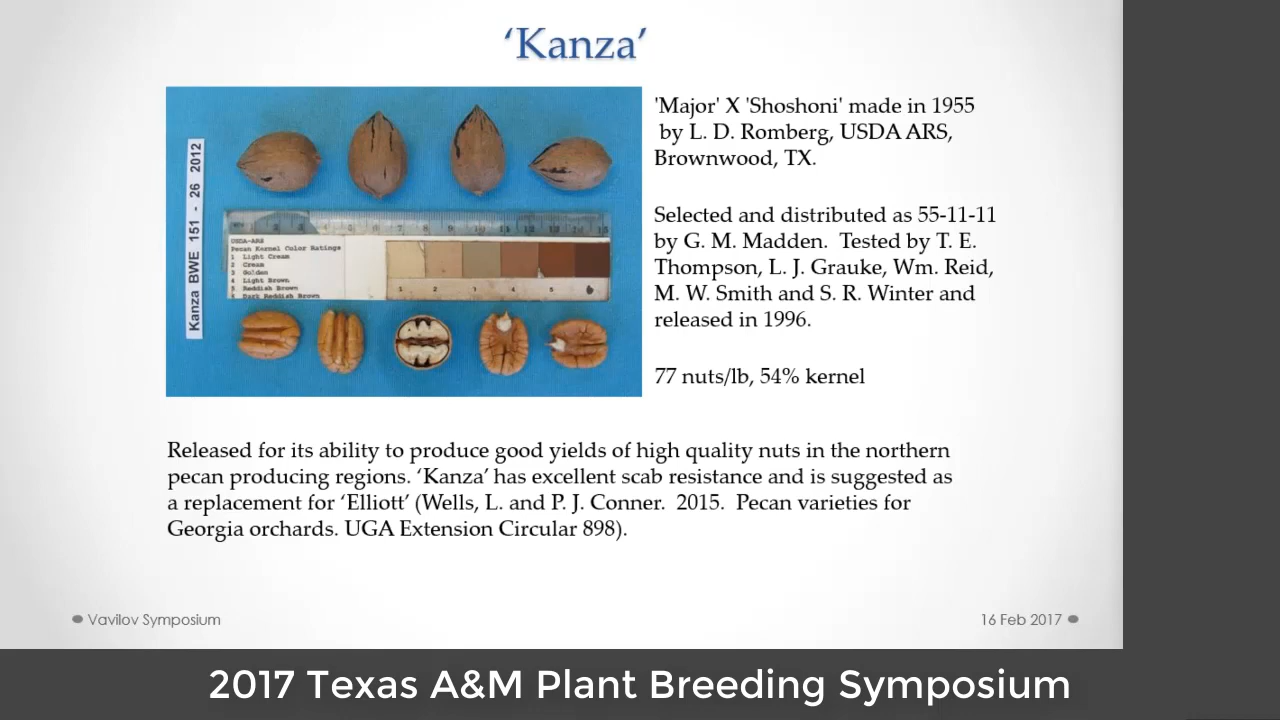 ‘Kanza’
Kanza BWE 151 - 26 2012
USDA-ARS
Pecan Kernel Color Ratings
1 Light Cream
2 Cream
3 Golden
4 Light Brown
5 Reddish Brown
6 Dark Reddish Brown
1 2 3 4 5
'Major' X 'Shoshoni' made in 1955
by L. D. Romberg, USDA ARS,
Brownwood, TX.
Selected and distributed as 55-11-11
by G. M. Madden. Tested by T. E.
Thompson, L. J. Grauke, Wm. Reid,
M. W. Smith and S. R. Winter and
released in 1996.
77 nuts/lb, 54% kernel
Released for its ability to produce good yields of high quality nuts in the northern
pecan producing regions. ‘Kanza’ has excellent scab resistance and is suggested as
a replacement for ‘Elliott’ (Wells, L. and P. J. Conner. 2015. Pecan varieties for
Georgia orchards. UGA Extension Circular 898).
Vavilov Symposium
16 Feb 2017
2017 Texas A&M Plant Breeding Symposium